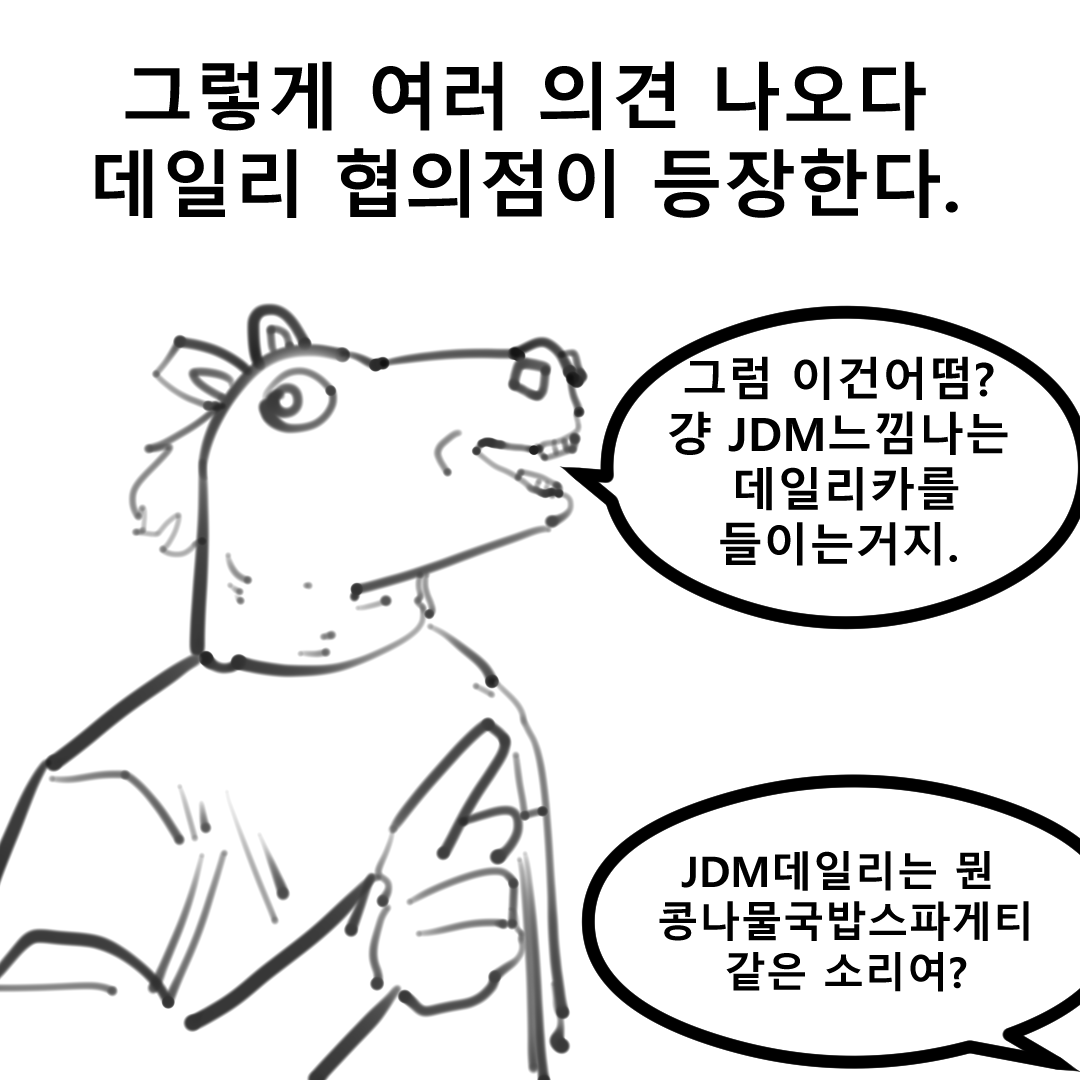 그렇게 여러 의견 나오다
데일리 협의점이 등장한다.
그럼 이건어떰?
걍 JDM느낌나는
데일리카를
들이는거지.
JDM데일리는 뭔
콩나물국밥스파게티
같은 소리여?